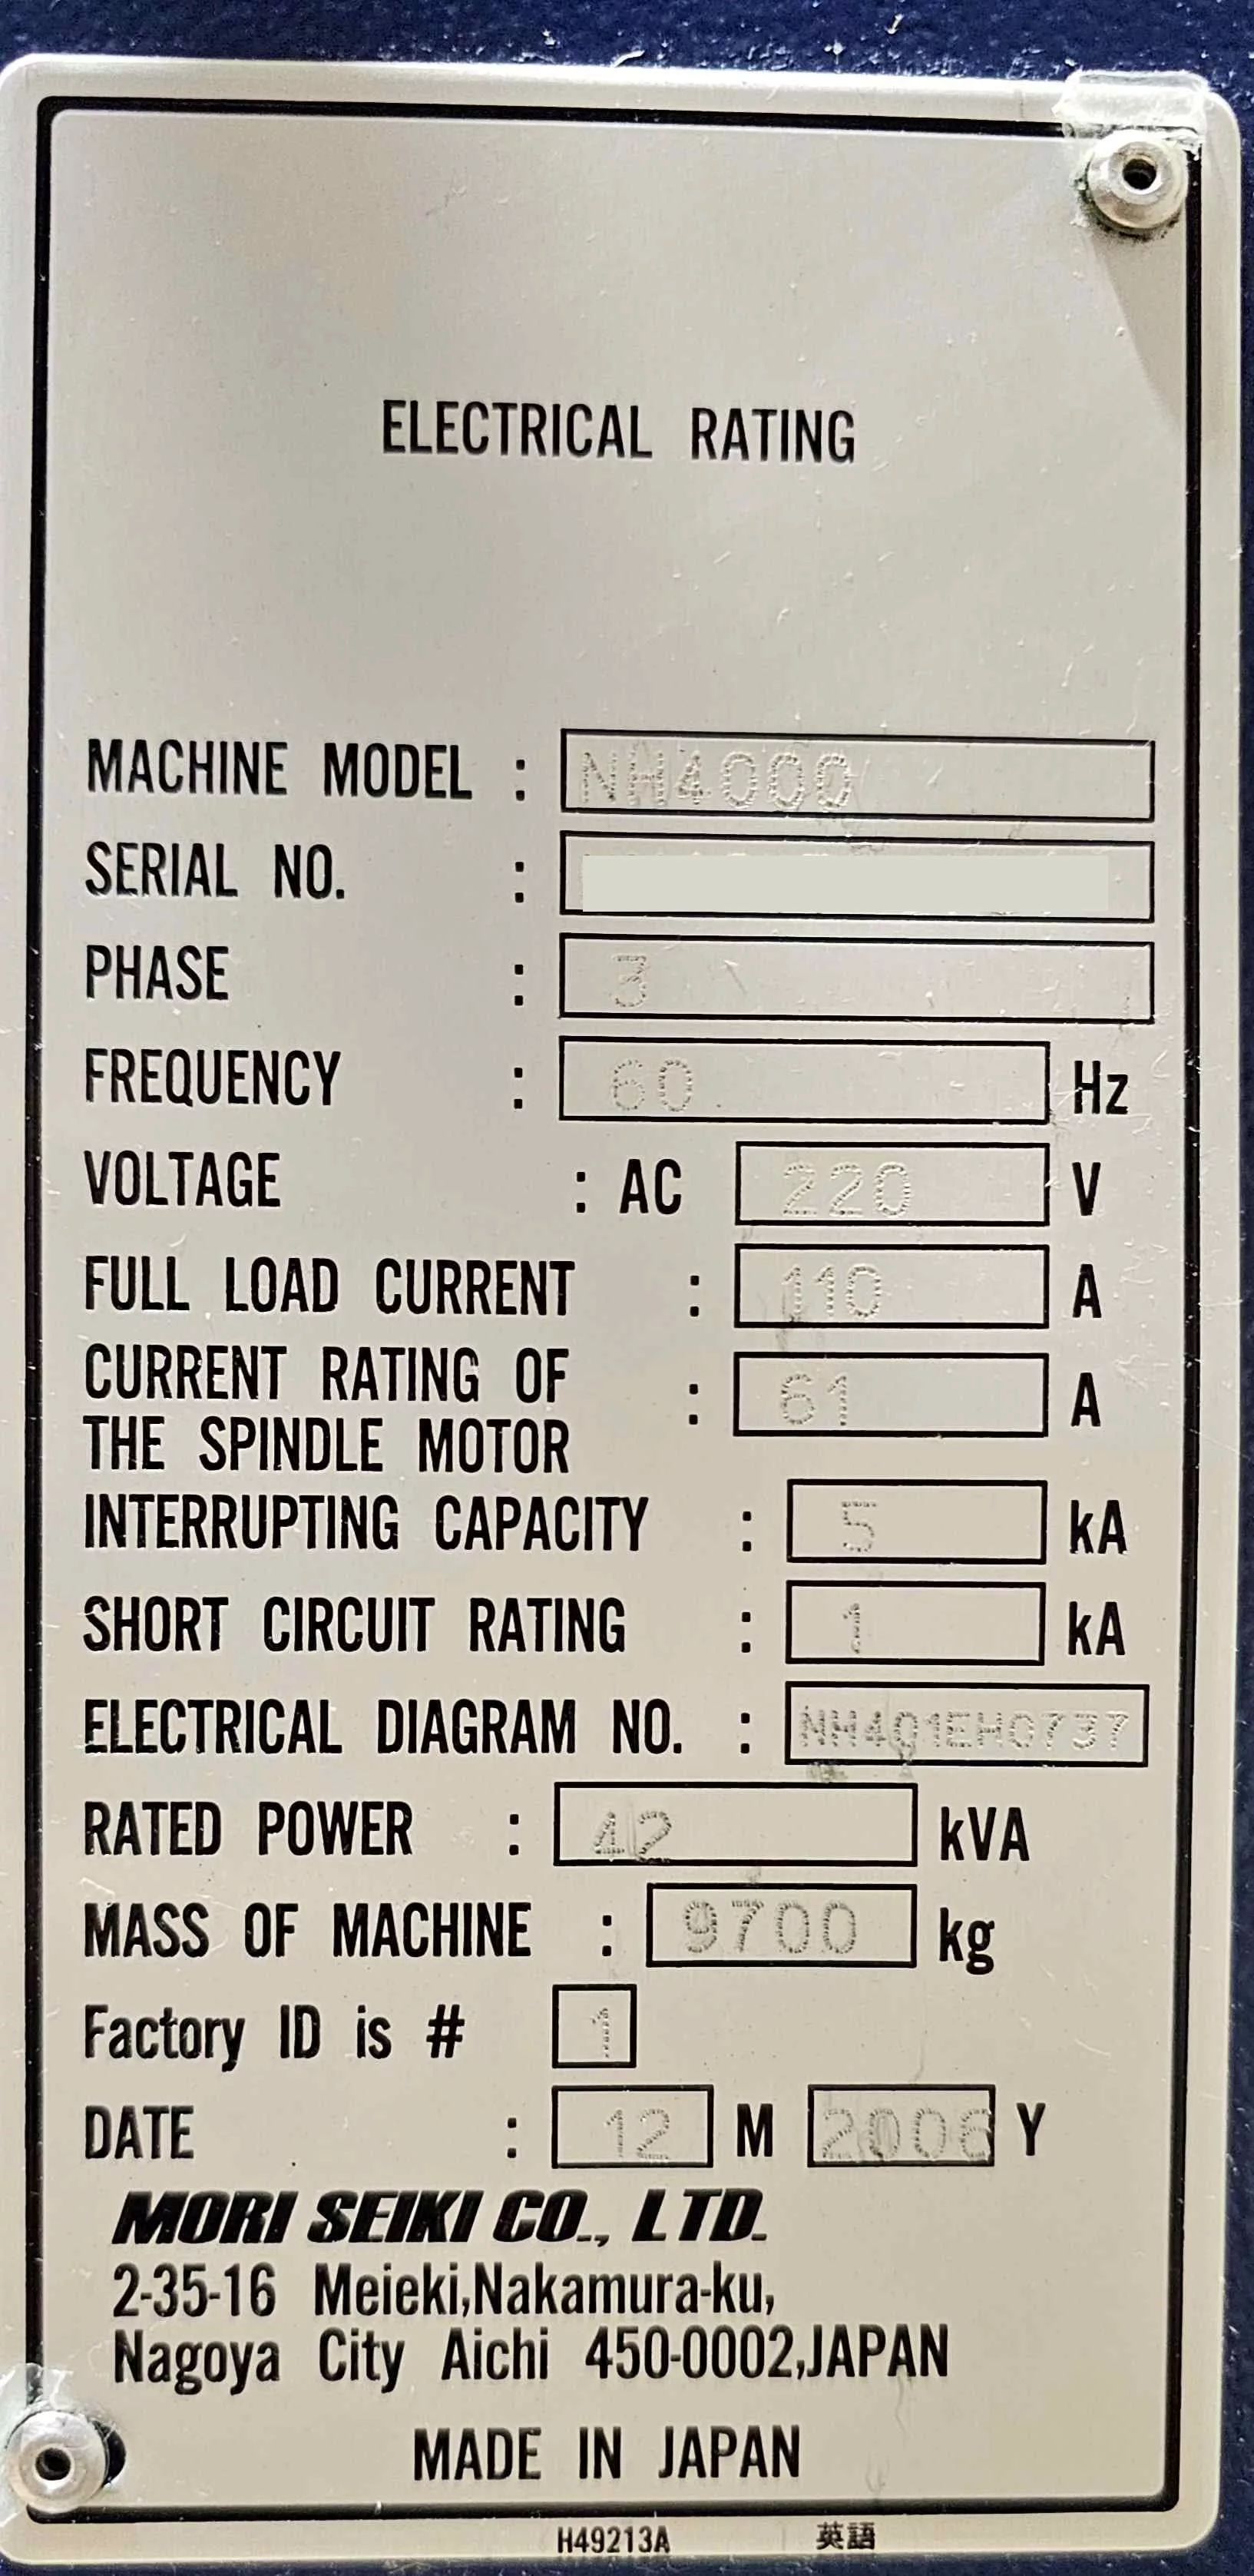 ELECTRICAL RATING
MACHINE MODEL : NH4000
SERIAL NO. :
PHASE : 3
FREQUENCY : 60 Hz
VOLTAGE : AC 220 V
FULL LOAD CURRENT : 110 A
CURRENT RATING OF
THE SPINDLE MOTOR : 61 A
INTERRUPTING CAPACITY : 5 kA
SHORT CIRCUIT RATING : 1 kA
ELECTRICAL DIAGRAM NO. : NH401EH0737
RATED POWER : 42 kVA
MASS OF MACHINE : 9700 kg
Factory ID is # 1
DATE : 12 M 2006 Y
MORI SEIKI CO., LTD.
2-35-16 Meieki,Nakamura-ku,
Nagoya City Aichi 450-0002,JAPAN
MADE IN JAPAN
H49213A 英語